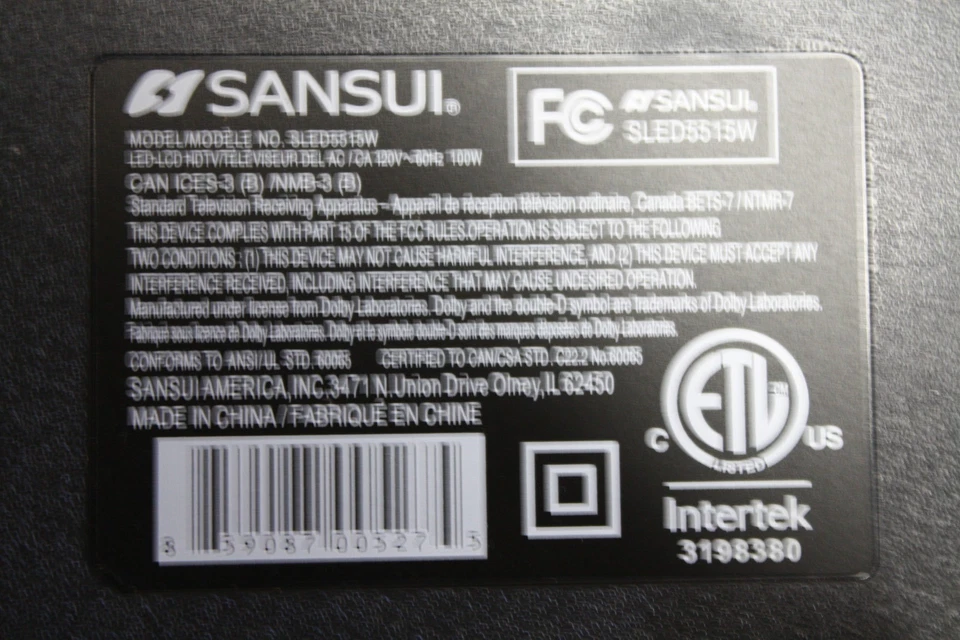 SANSUI®
FC SANSUI®
SLED5515W
MODEL/MODÈLE NO. SLED5515W
LED-LCD HDTV/TÉLÉVISEUR DEL AC / CA 120V~60Hz 100W
CAN ICES-3 (B) /NMB-3 (B)
Standard Television Receiving Apparatus – Appareil de réception télévision ordinaire, Canada BETS-7 / NTMR-7
THIS DEVICE COMPLIES WITH PART 15 OF THE FCC RULES.OPERATION IS SUBJECT TO THE FOLLOWING
TWO CONDITIONS : (1) THIS DEVICE MAY NOT CAUSE HARMFUL INTERFERENCE, AND (2) THIS DEVICE MUST ACCEPT ANY
INTERFERENCE RECEIVED, INCLUDING INTERFERENCE THAT MAY CAUSE UNDESIRED OPERATION.
Manufactured under license from Dolby Laboratories. Dolby and the double-D symbol are trademarks of Dolby Laboratories.
Fabriqué sous licence de Dolby Laboratories. Dolby et le symbole double-D sont des marques déposées de Dolby Laboratories.
CONFORMS TO ANSI/UL STD. 60065 CERTIFIED TO CAN/CSA STD. C22.2 No.60065
SANSUI AMERICA,INC.3-471 N.Union Drive Olney,IL 62450
MADE IN CHINA / FABRIQUÉ EN CHINE
C ETL US
LISTED
Intertek
3198380